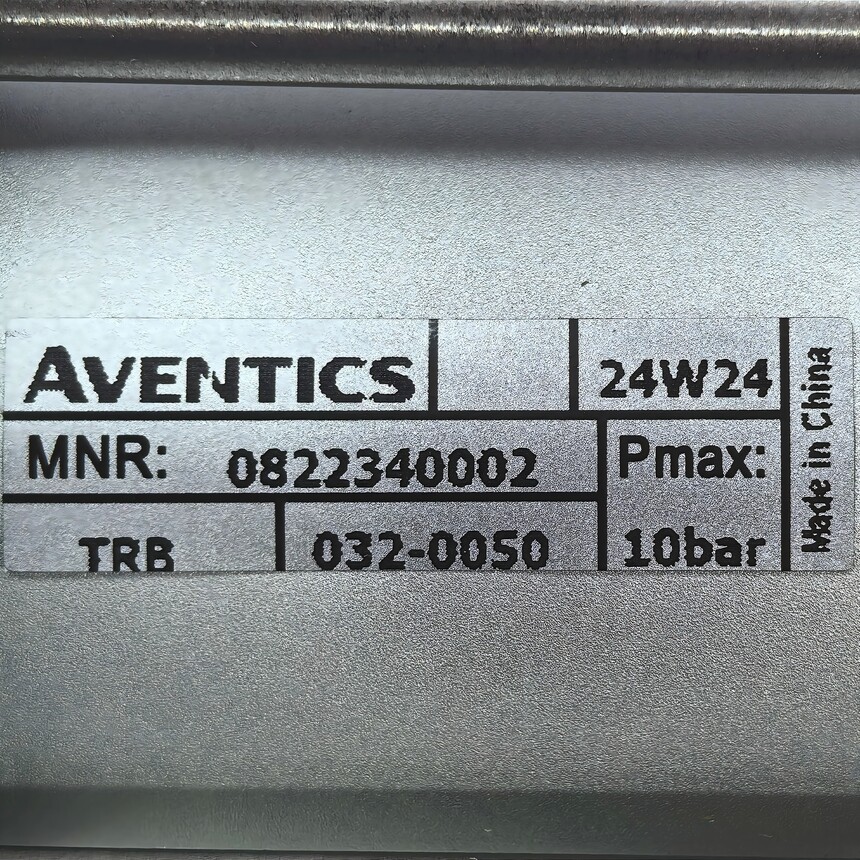 AVENTICS
24W24
MNR: 0822340002
Pmax:
TRB
032-0050
10bar
Made in China